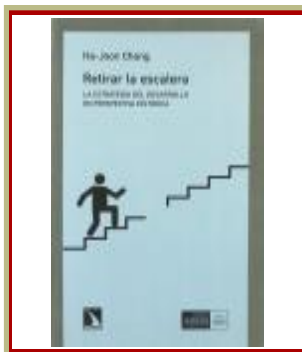 Ha-Joon Chang
Retirar la escalera
LA ESTRATEGIA DEL DESARROLLO
EN PERSPECTIVA HISTÓRICA